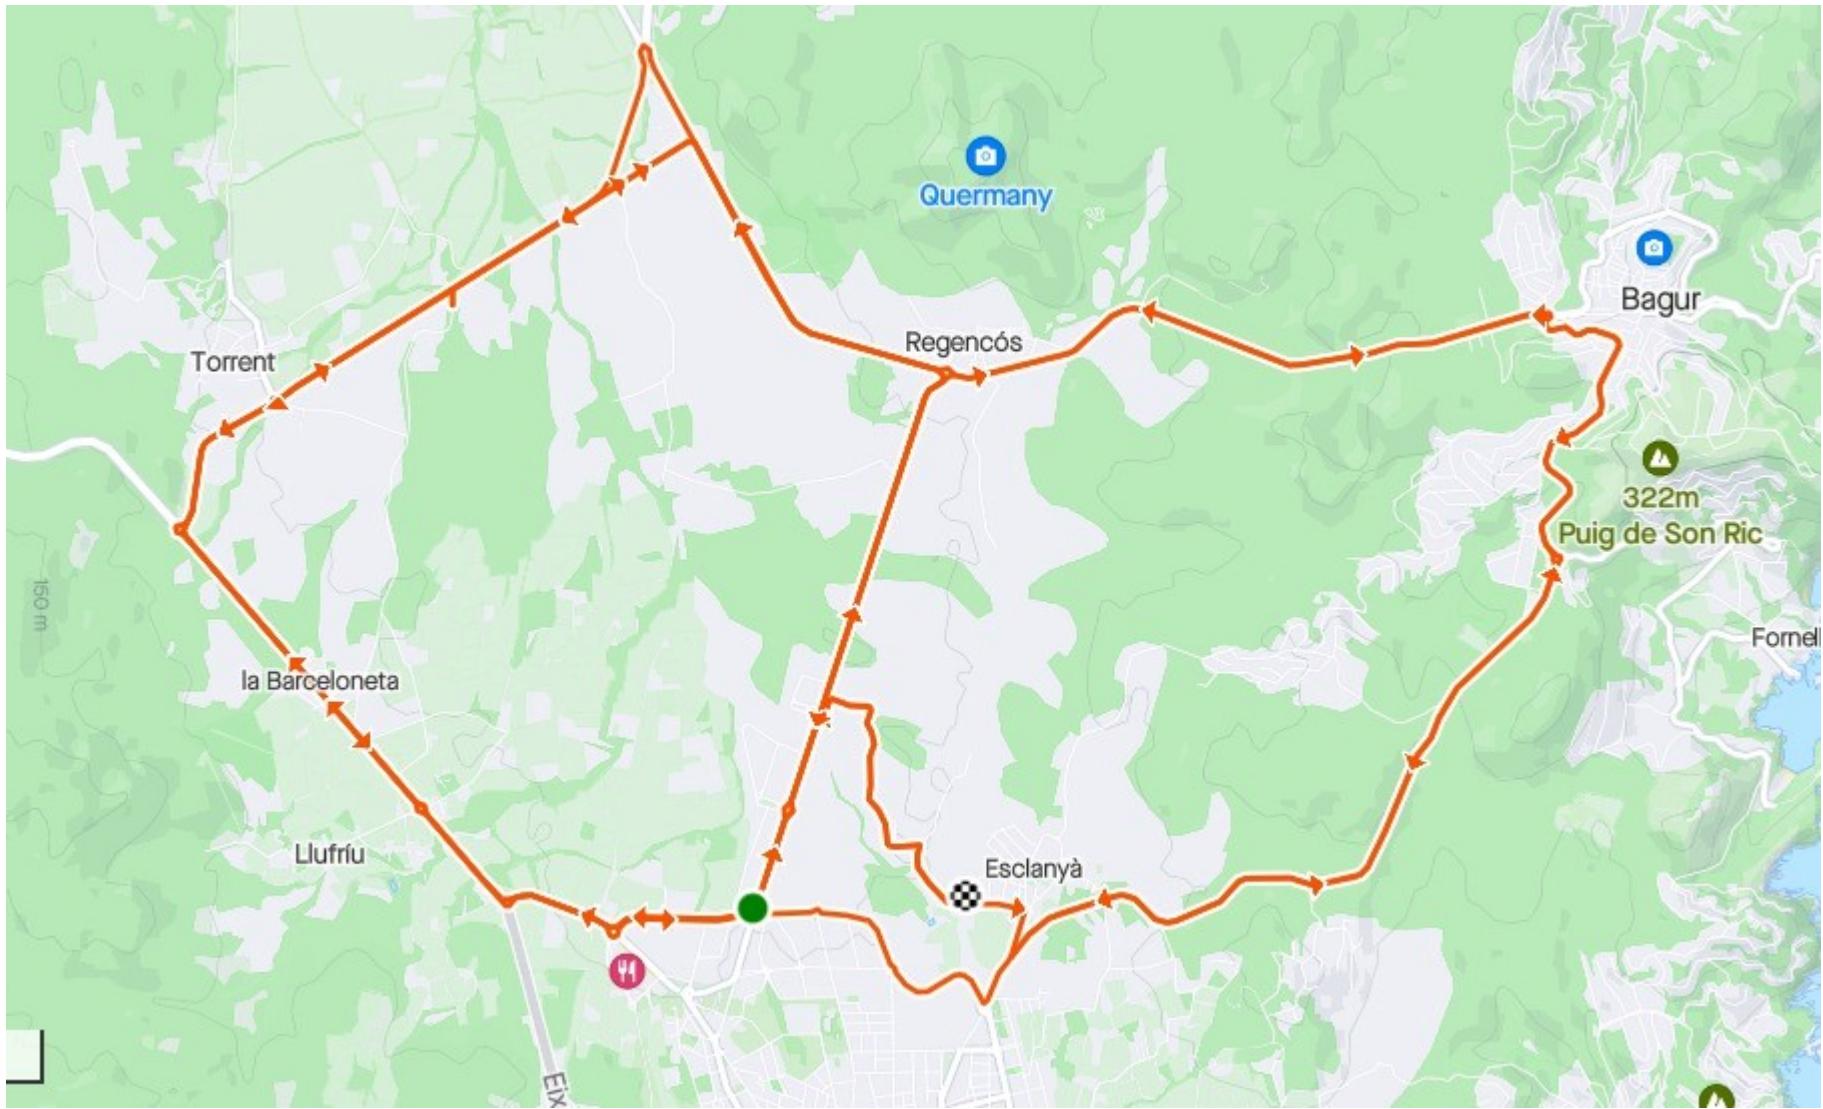 Quermany
Bagur
Regencós
Torrent
322m
Puig de Son Ric
150 m
Fornell
la Barceloneta
Llufríu
Esclanyà
Eix